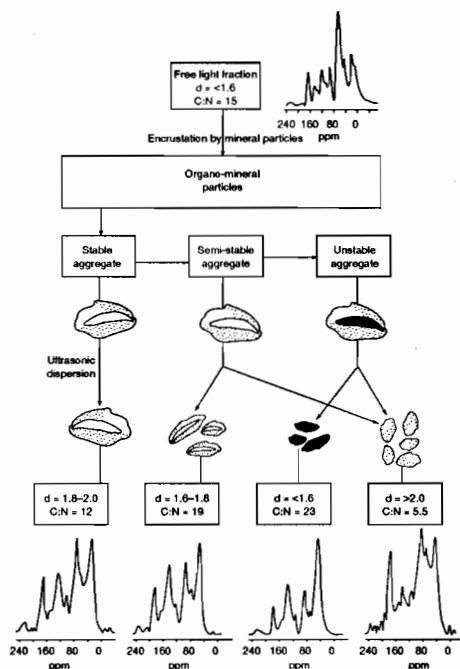 Free light fraction
d = <1.6
C:N = 15
240 160 80 0
ppm
Encrustation by mineral particles
Organo-mineral
particles
Stable
aggregate
Semi-stable
aggregate
Unstable
aggregate
Ultrasonic
dispersion
d = 1.8–2.0
C:N = 12
d = 1.6–1.8
C:N = 19
d = <1.6
C:N = 23
d = >2.0
C:N = 5.5
240 160 80 0
ppm
240 160 80 0
ppm
240 160 80 0
ppm
240 160 80 0
ppm